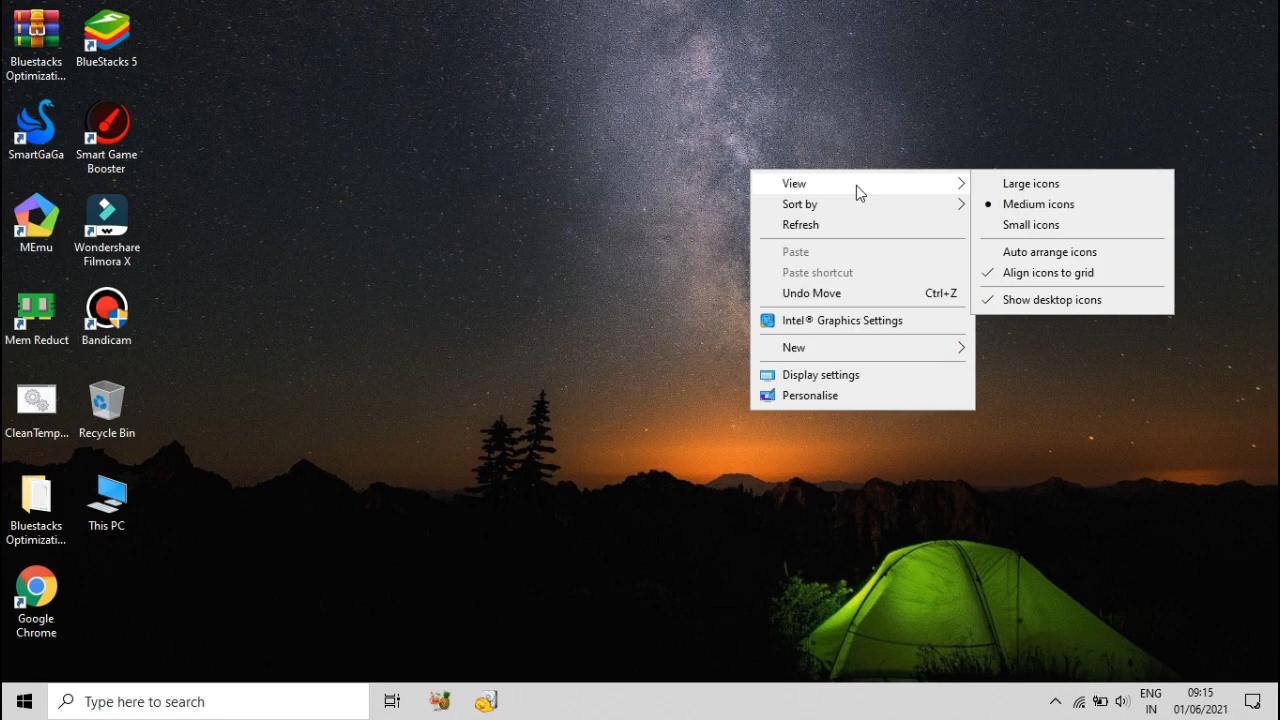 Bluestacks
Optimizati...
BlueStacks 5
SmartGaGa
Smart Game
Booster
MEmu
Wondershare
Filmora X
Mem Reduct
Bandicam
CleanTemp...
Recycle Bin
Bluestacks
Optimizati...
This PC
Google
Chrome
View
Sort by
Refresh
Paste
Paste shortcut
Undo Move Ctrl+Z
Intel® Graphics Settings
New
Display settings
Personalise
Large icons
Medium icons
Small icons
Auto arrange icons
Align icons to grid
Show desktop icons
Type here to search
ENG
IN
09:15
01/06/2021